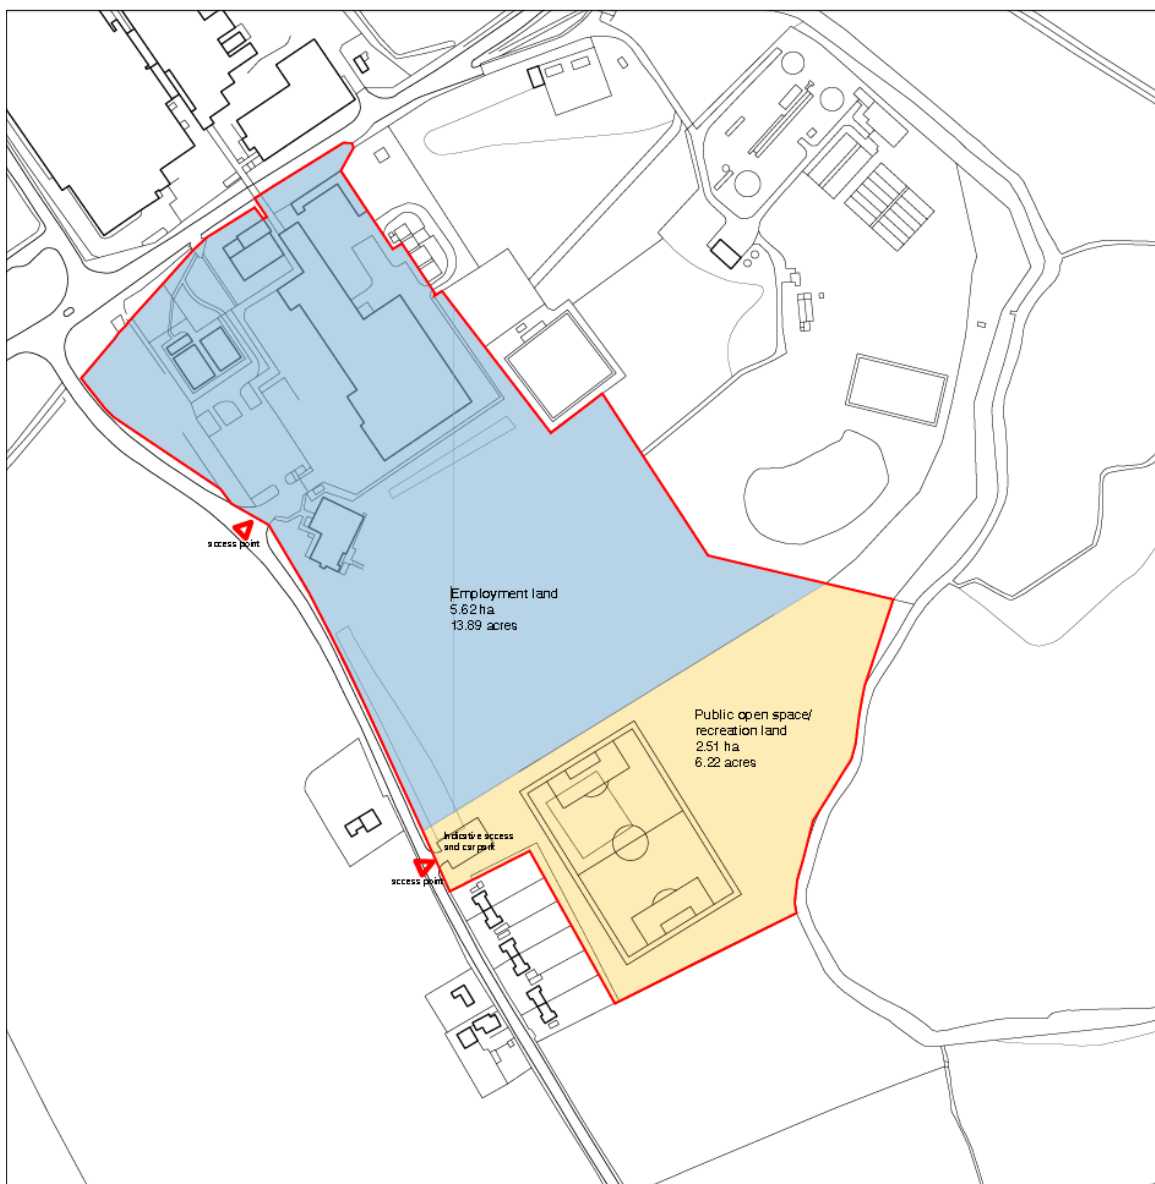 access point
Employment land
5.62 ha
13.89 acres
Public open space/
recreation land
2.51 ha
6.22 acres
Indicative access
and car park
access point